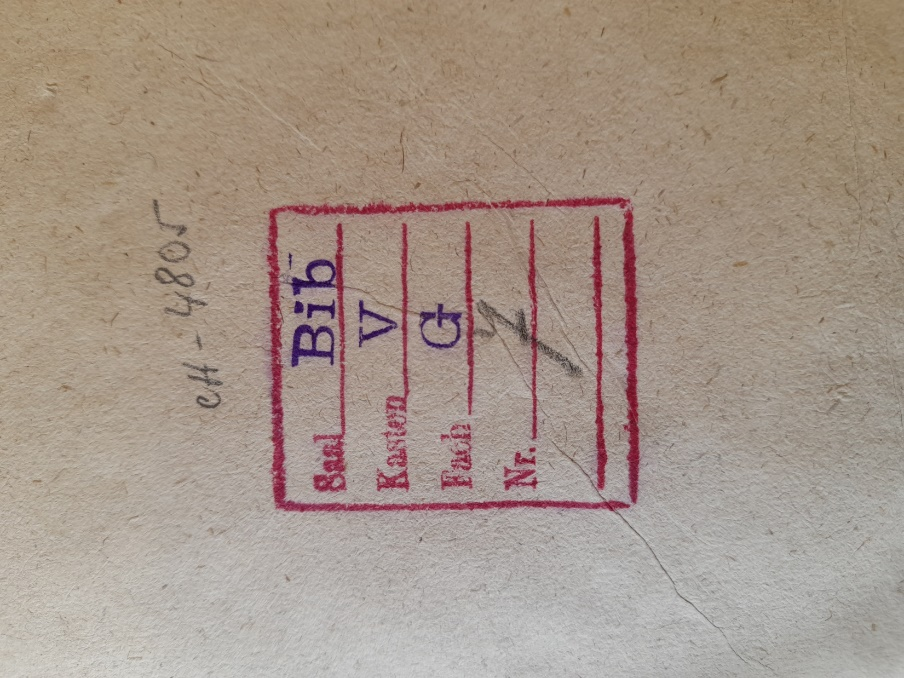 CH-4805
Saal Bib
Kasten V
Fach G
Nr.